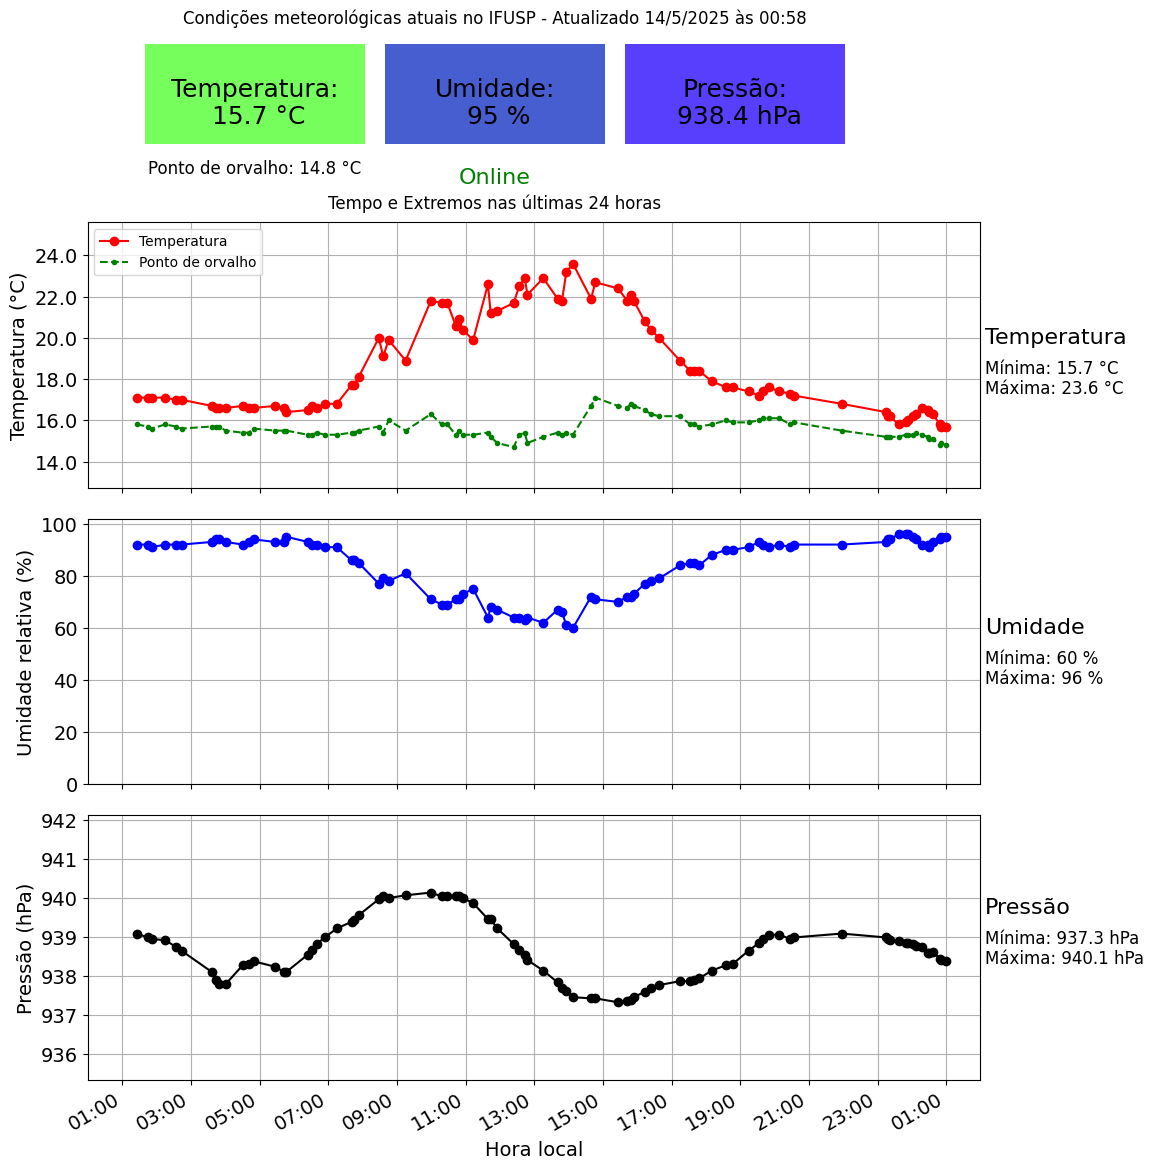 Condições meteorológicas atuais no IFUSP - Atualizado 14/5/2025 às 00:58
Temperatura:
15.7 °C
Umidade:
95 %
Pressão:
938.4 hPa
Ponto de orvalho: 14.8 °C
Online
Tempo e Extremos nas últimas 24 horas
Temperatura
Ponto de orvalho
Temperatura (°C)
24.0
22.0
20.0
18.0
16.0
14.0
Temperatura
Mínima: 15.7 °C
Máxima: 23.6 °C
Umidade relativa (%)
100
80
60
40
20
0
Umidade
Mínima: 60 %
Máxima: 96 %
Pressão (hPa)
942
941
940
939
938
937
936
Pressão
Mínima: 937.3 hPa
Máxima: 940.1 hPa
01:00
03:00
05:00
07:00
09:00
11:00
13:00
15:00
17:00
19:00
21:00
23:00
01:00
Hora local